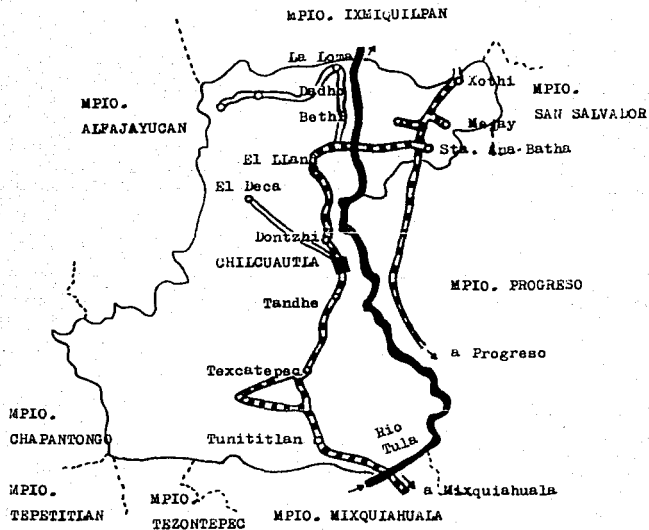 MPIO. IXMIQUILPAN
La Loma
Dadho
Bethi
Xothi
MPIO.
SAN SALVADOR
MPIO.
ALFAJAYUCAN
Majay
Sta. Ana-Batha
El Llan
El Deca
Dontzhi
CHILCUAUTLA
Tandhe
MPIO. PROGRESO
a Progreso
Texcatepec
MPIO.
CHAPANTONGO
Tunititlan
Rio
Tula
MPIO.
TEPETITLAN
MPIO.
TEZONTEPEC
a Mixquiahuala
MPIO. MIXQUIAHUALA